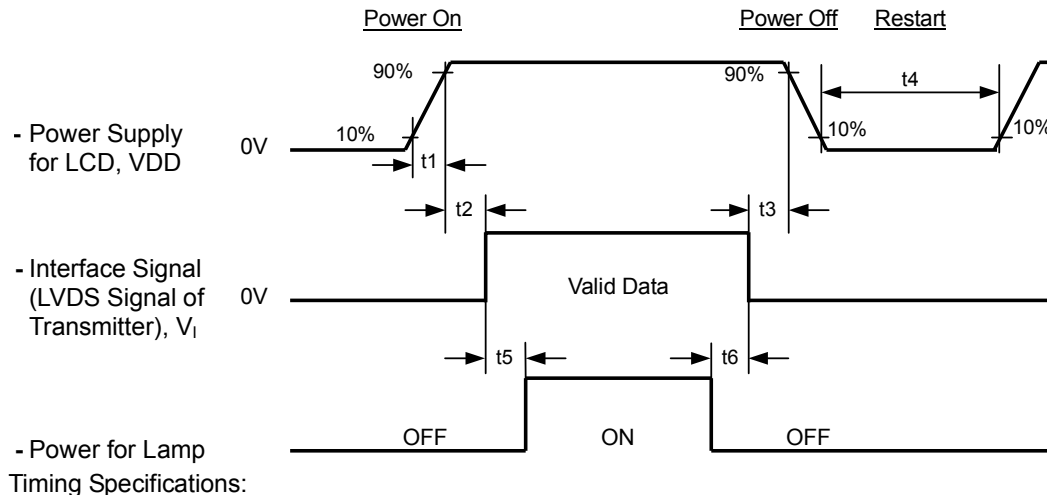 Power On
Power Off Restart
90% 90% t4
- Power Supply for LCD, VDD
0V
10% 10% 10%
t1
t2 t3
- Interface Signal (LVDS Signal of Transmitter), VI
0V
Valid Data
t5 t6
- Power for Lamp
OFF ON OFF
Timing Specifications: